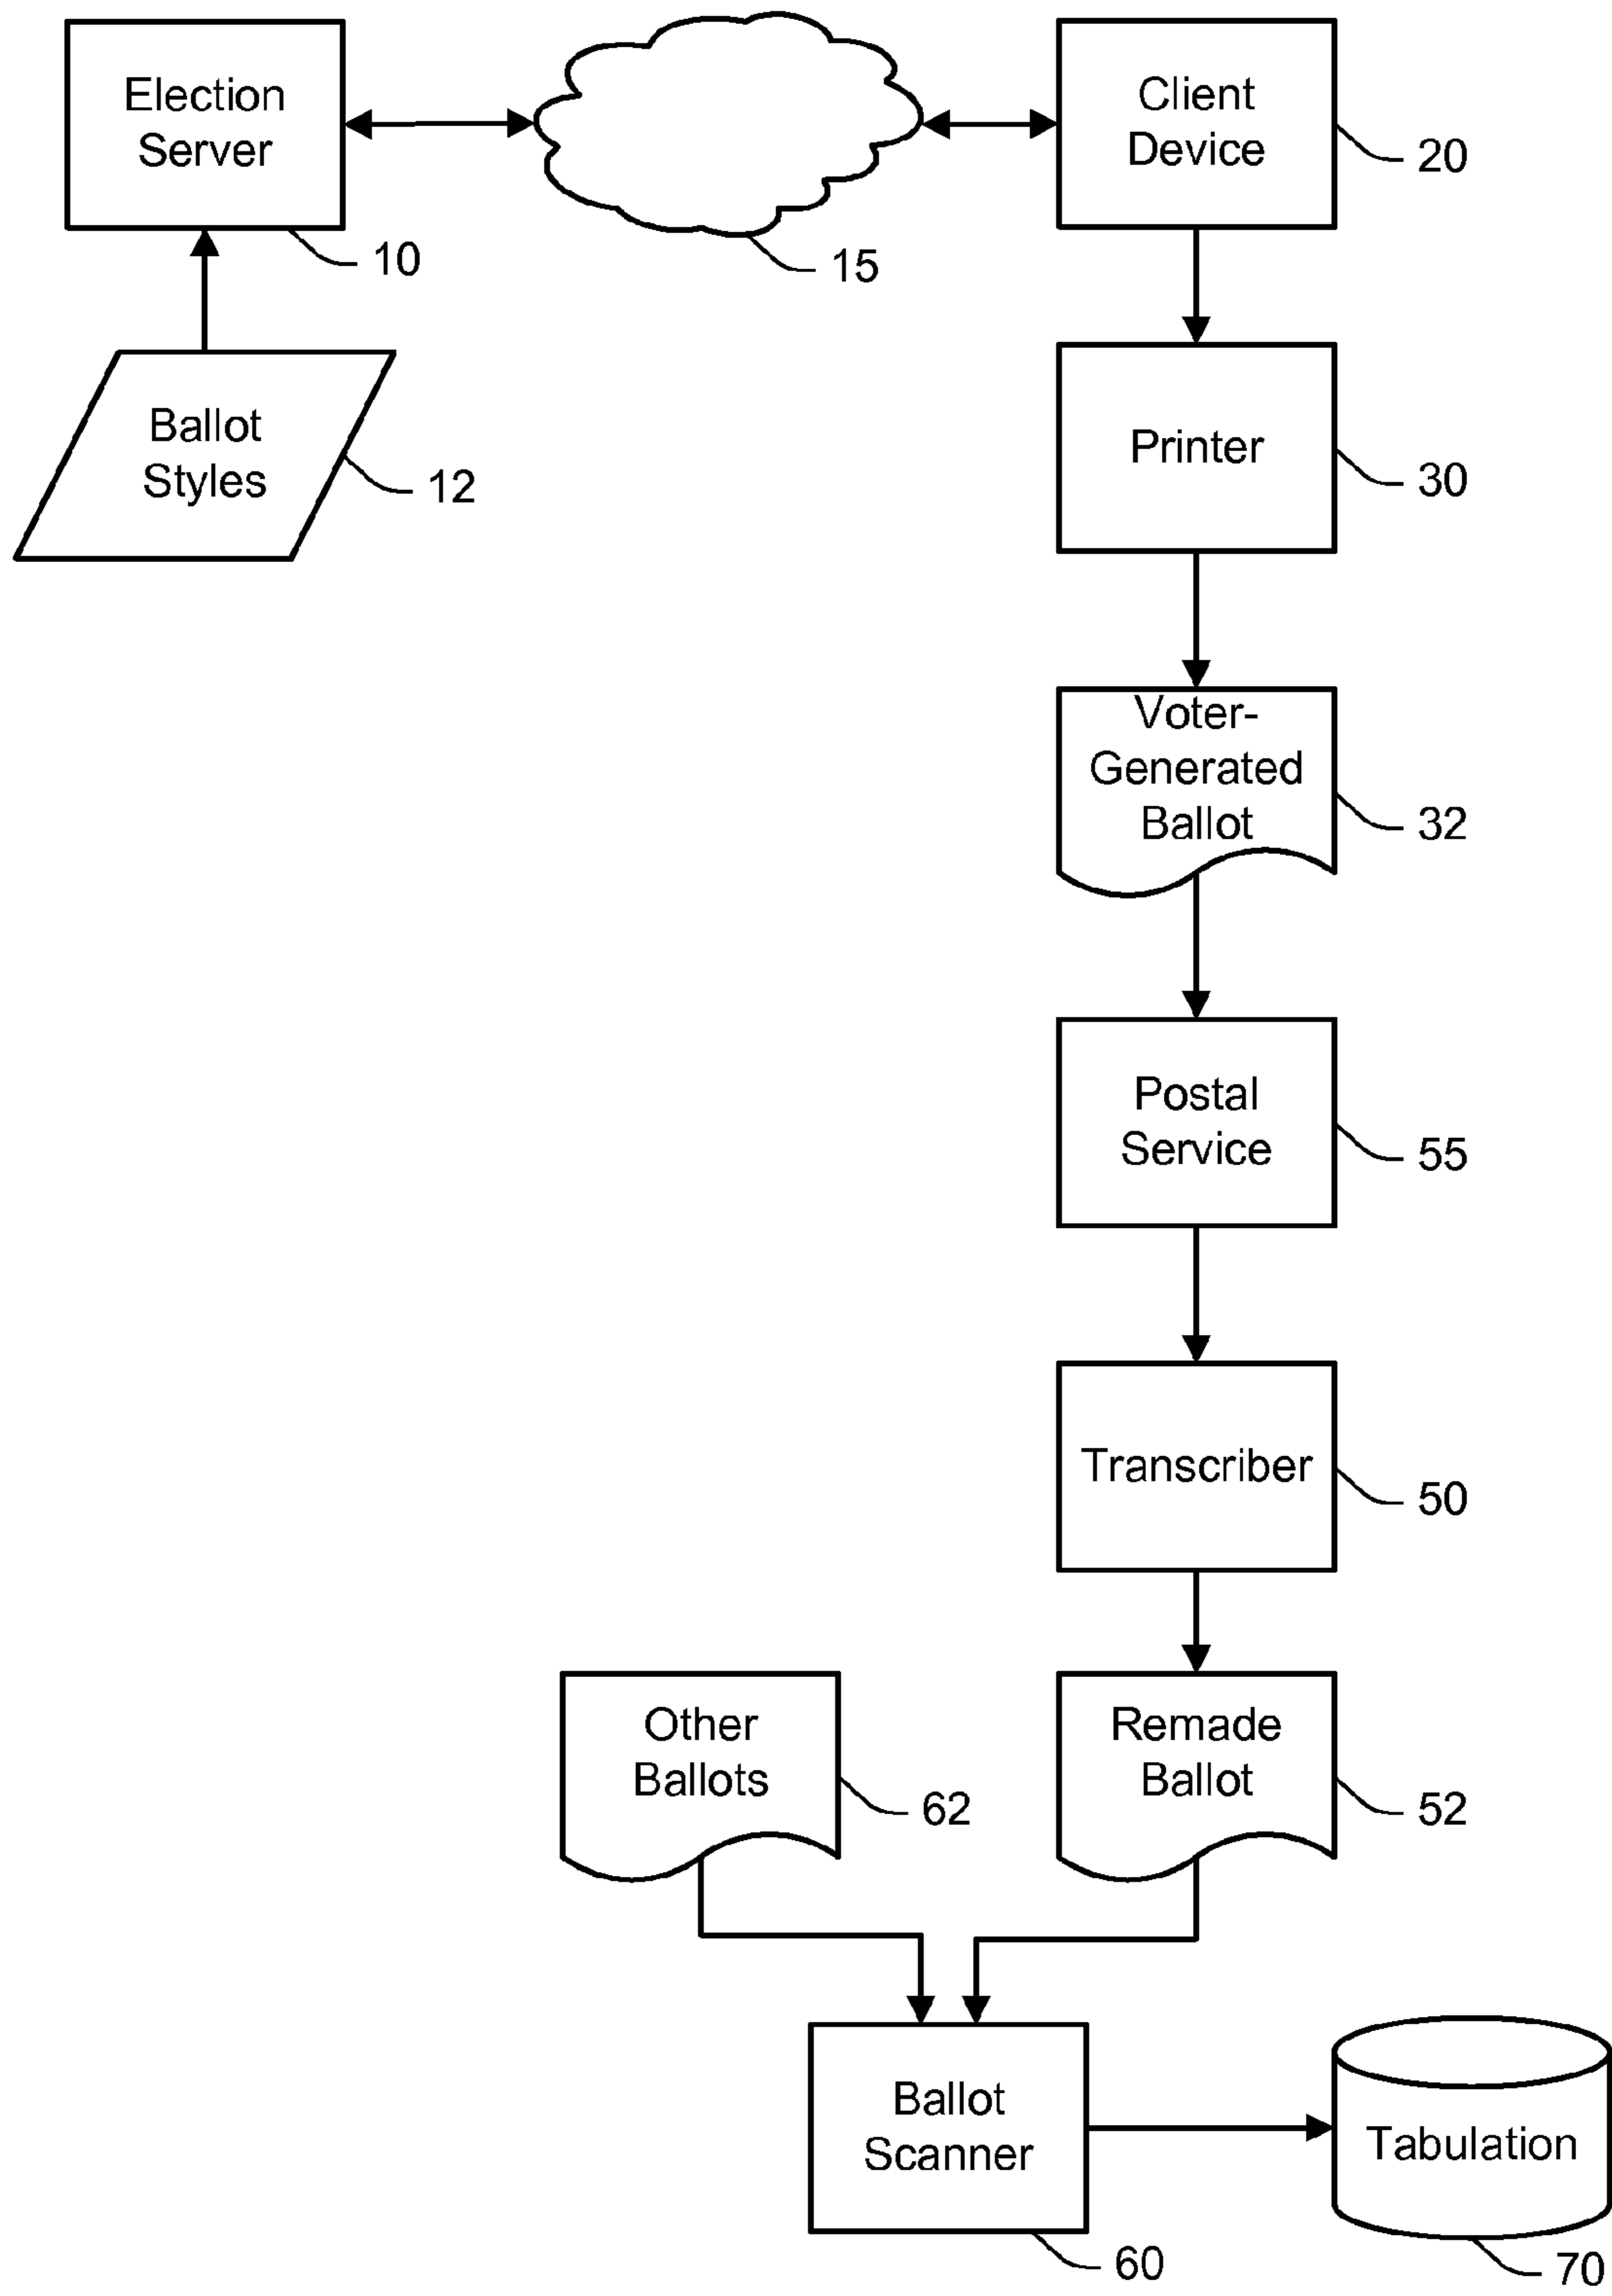 Election
Server
10
15
Client
Device
20
Ballot
Styles
12
Printer
30
Voter-
Generated
Ballot
32
Postal
Service
55
Transcriber
50
Other
Ballots
62
Remade
Ballot
52
Ballot
Scanner
60
Tabulation
70